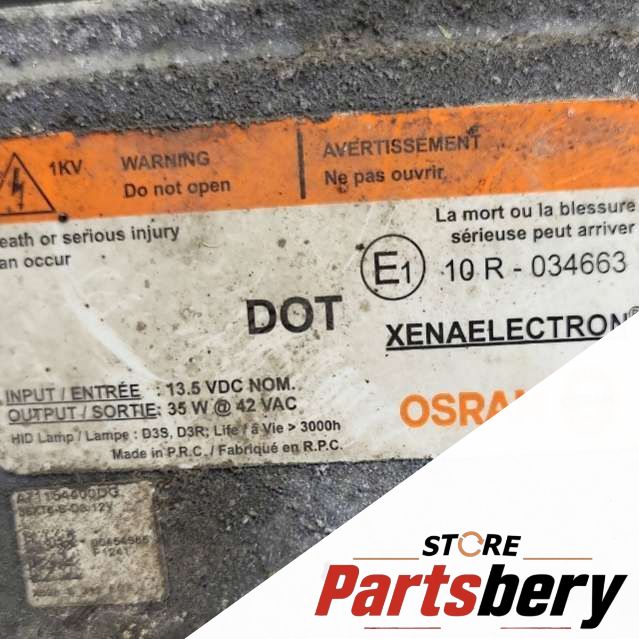 1KV
WARNING
Do not open
AVERTISSEMENT
Ne pas ouvrir
eath or serious injury
an occur
La mort ou la blessure
sérieuse peut arriver
E1 10 R - 034663
DOT
XENAELECTRON®
INPUT / ENTRÉE : 13.5 VDC NOM.
OUTPUT / SORTIE: 35 W @ 42 VAC
OSRA
HID Lamp / Lampe : D3S, D3R; Life / à Vie > 3000h
Made in P.R.C. / Fabriqué en R.P.C.
A71154400DG
STORE
Partsbery